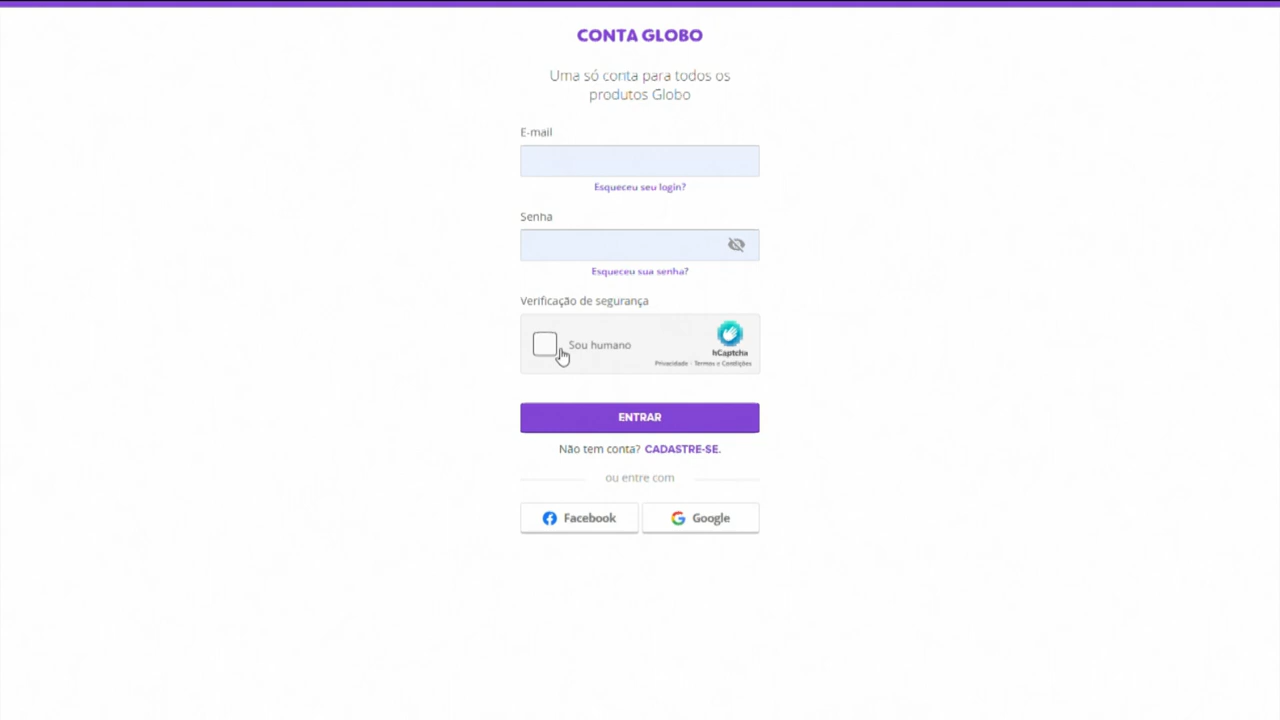 CONTA GLOBO
Uma só conta para todos os
produtos Globo
E-mail
Esqueceu seu login?
Senha
Esqueceu sua senha?
Verificação de segurança
Sou humano
hCaptcha
Privacidade - Termos e Condições
ENTRAR
Não tem conta? CADASTRE-SE.
ou entre com
Facebook
Google